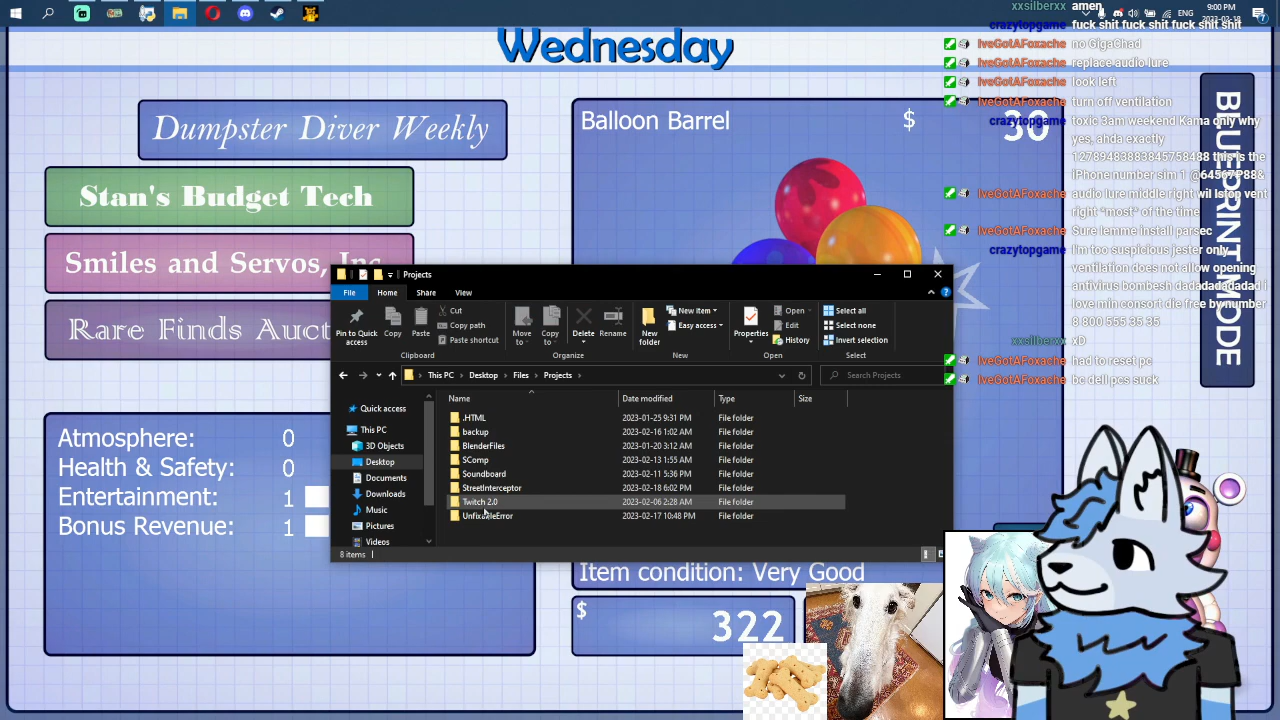 ENG
9:00 PM
2023-02-18
Wednesday
Dumpster Diver Weekly
Stan's Budget Tech
Smiles and Servos, Inc.
Rare Finds Auct
Atmosphere: 0
Health & Safety: 0
Entertainment: 1
Bonus Revenue: 1
Balloon Barrel $ 30
Item condition: Very Good
$ 322
BLUEPRINT MODE
Projects
File Home Share View
Pin to Quick access
Copy
Paste
Cut
Copy path
Paste shortcut
Move to
Copy to
Delete
Rename
New folder
New item
Easy access
Properties
Open
Edit
History
Select all
Select none
Invert selection
Clipboard Organize New Open Select
This PC Desktop Files Projects
Search Projects
Quick access
This PC
3D Objects
Desktop
Documents
Downloads
Music
Pictures
Videos
Name Date modified Type Size
.HTML 2023-01-25 9:31 PM File folder
backup 2023-02-16 1:02 AM File folder
BlenderFiles 2023-01-20 3:12 AM File folder
SComp 2023-02-13 1:55 AM File folder
Soundboard 2023-02-11 5:36 PM File folder
StreetInterceptor 2023-02-18 6:02 PM File folder
Twitch 2.0 2023-02-06 2:28 AM File folder
UnfixableError 2023-02-17 10:48 PM File folder
8 items
xxsilberxx amen
crazytopgame fuck shit fuck shit fuck shit shit
IveGotAFoxache no GigaChad
IveGotAFoxache replace audio lure
IveGotAFoxache look left
IveGotAFoxache turn off ventilation
crazytopgame toxic 3am weekend Kama only why
yes, ahda exactly
IveGotAFoxache audio lure middle right wil lstop vent
right *most* of the time
IveGotAFoxache Sure lemme install parsec
crazytopgame I'm too suspicious jester only
ventilation does not allow opening
antivirus bombesh dadadadadadad i
love min consort die free by number
8 800 555 35 35
xxsilberxx xD
IveGotAFoxache had to reset pc
IveGotAFoxache bc dell pcs suck